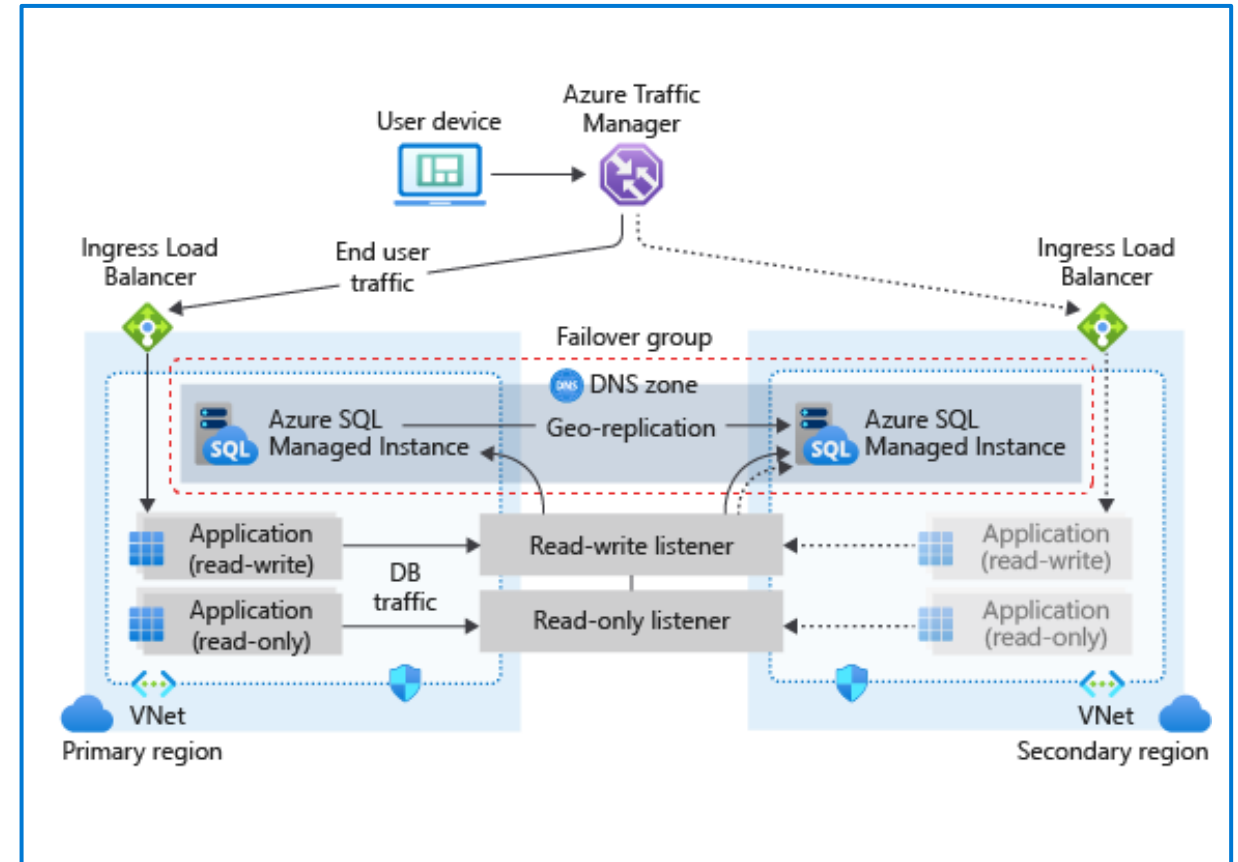 Azure Traffic
Manager
User device
Ingress Load
Balancer
End user
traffic
Ingress Load
Balancer
Failover group
DNS
DNS zone
SQL
Azure SQL
Managed Instance
Geo-replication
SQL
Azure SQL
Managed Instance
Application
(read-write)
Read-write listener
Application
(read-write)
DB
traffic
Application
(read-only)
Read-only listener
Application
(read-only)
VNet
Primary region
VNet
Secondary region